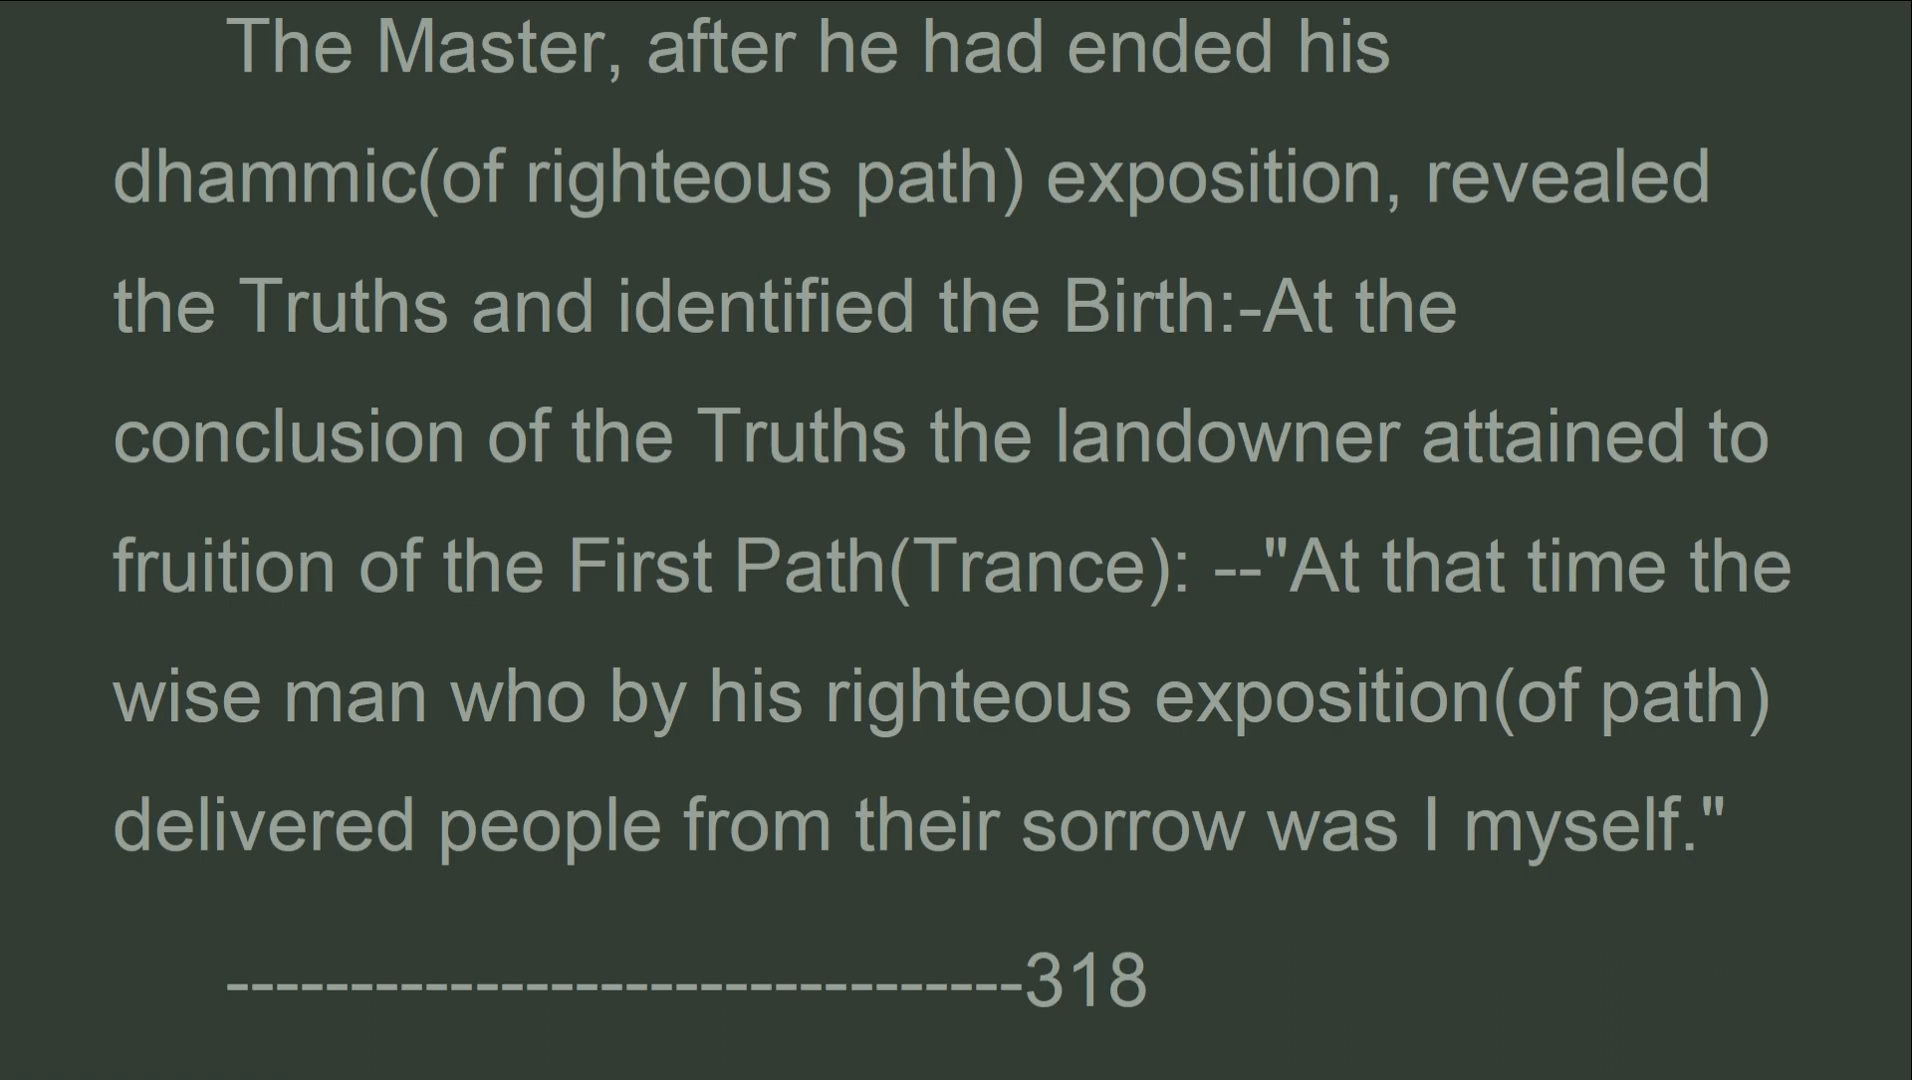 The Master, after he had ended his
dhammic(of righteous path) exposition, revealed
the Truths and identified the Birth:-At the
conclusion of the Truths the landowner attained to
fruition of the First Path(Trance): --"At that time the
wise man who by his righteous exposition(of path)
delivered people from their sorrow was I myself."
--------------------------------318